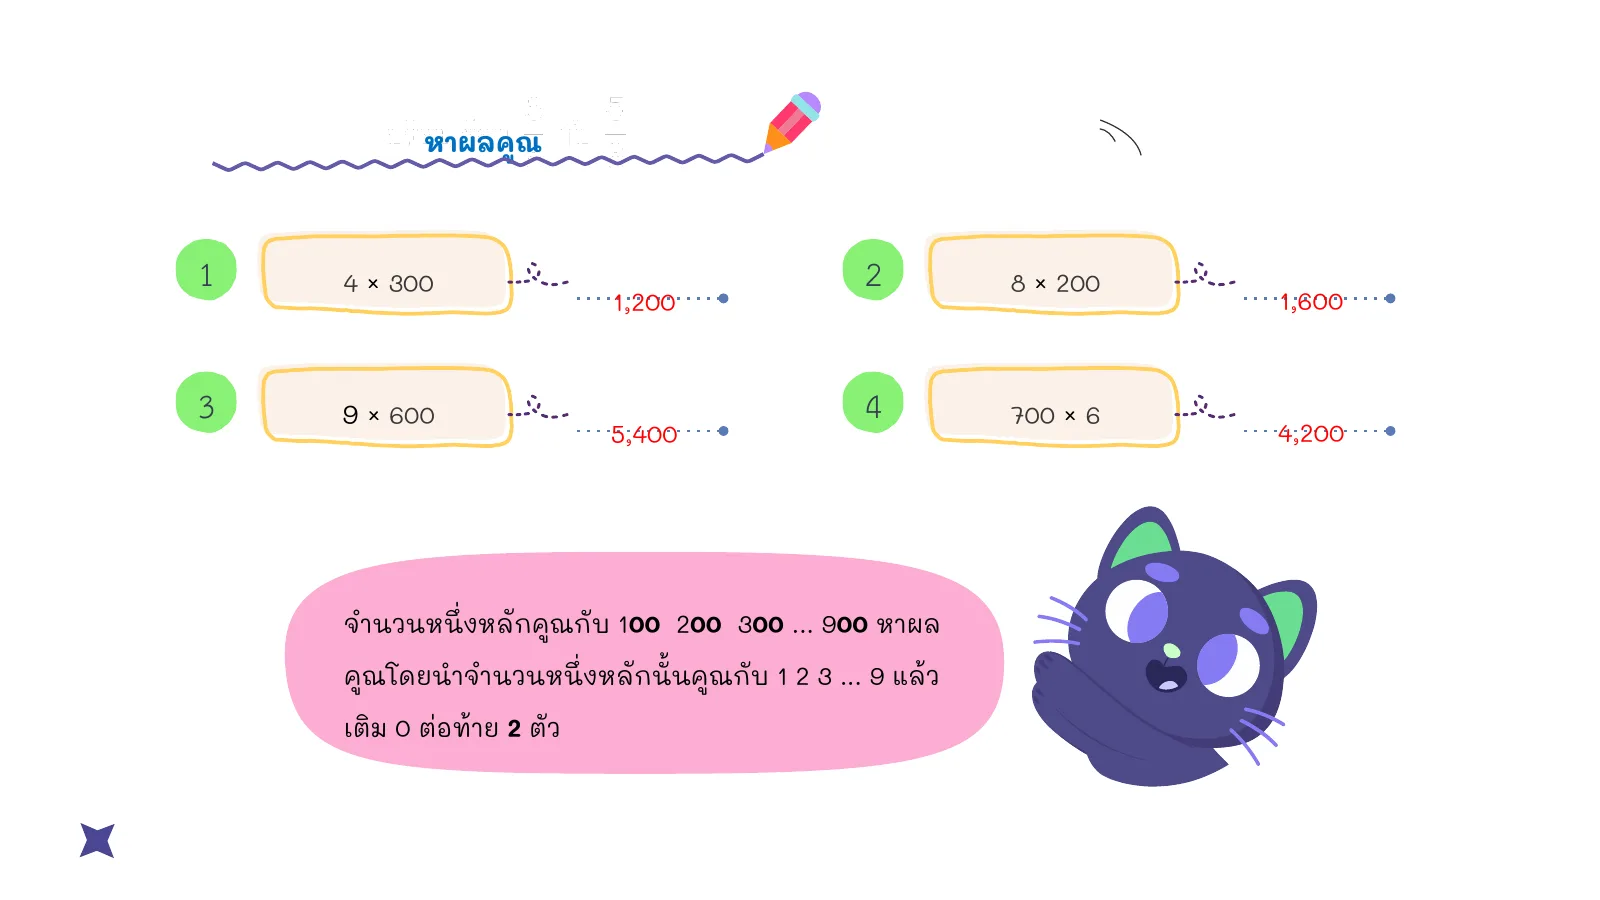 หาผลคูณ
1
4 × 300
1,200
2
8 × 200
1,600
3
9 × 600
5,400
4
700 × 6
4,200
จำนวนหนึ่งหลักคูณกับ 100 200 300 ... 900 หาผล
คูณโดยนำจำนวนหนึ่งหลักนั้นคูณกับ 1 2 3 ... 9 แล้ว
เติม 0 ต่อท้าย 2 ตัว